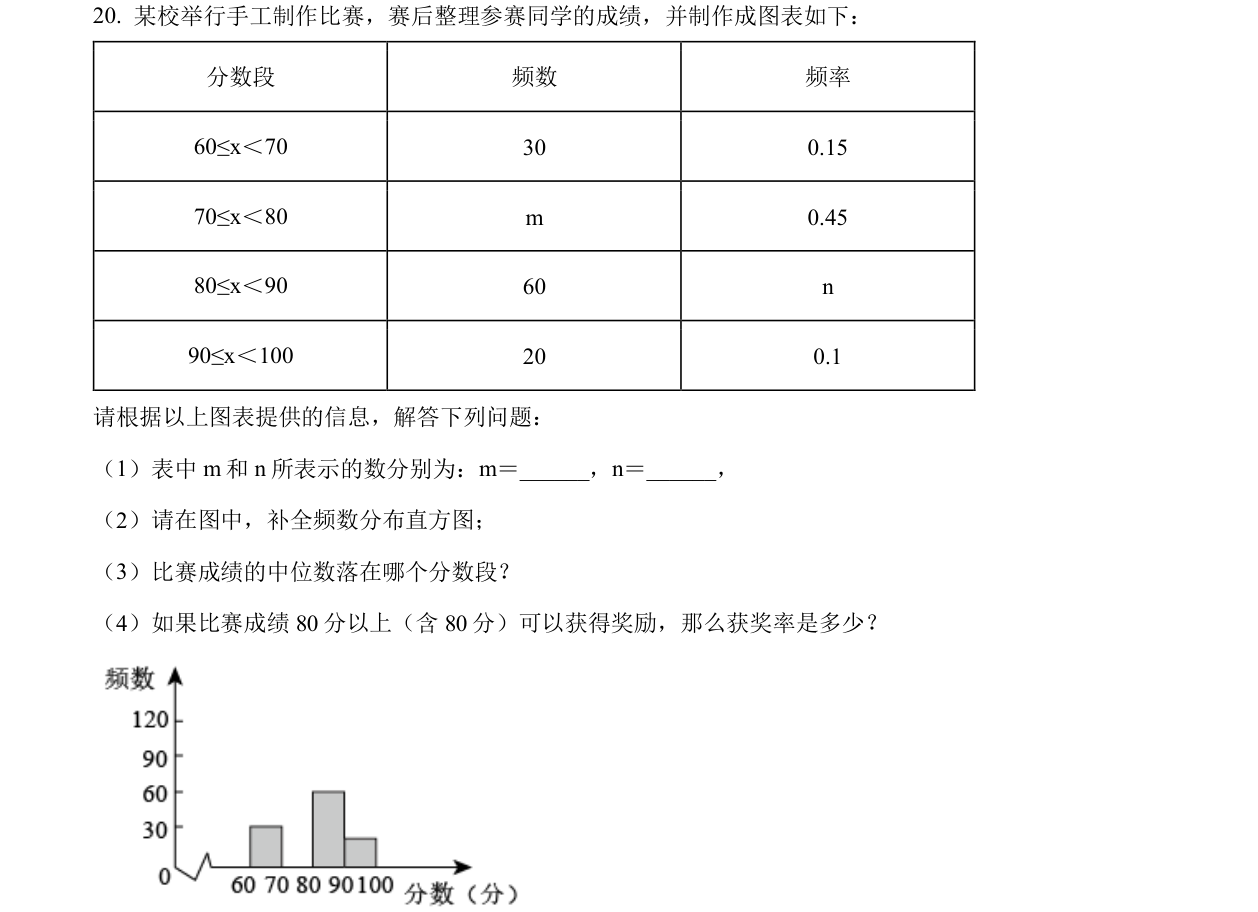 20. 某校举行手工制作比赛，赛后整理参赛同学的成绩，并制作成图表如下：
分数段 频数 频率
60≤x＜70 30 0.15
70≤x＜80 m 0.45
80≤x＜90 60 n
90≤x＜100 20 0.1
请根据以上图表提供的信息，解答下列问题：
（1）表中 m 和 n 所表示的数分别为：m＝______，n＝______，
（2）请在图中，补全频数分布直方图；
（3）比赛成绩的中位数落在哪个分数段？
（4）如果比赛成绩 80 分以上（含 80 分）可以获得奖励，那么获奖率是多少？
频数
120
90
60
30
0
60 70 80 90 100 分数（分）